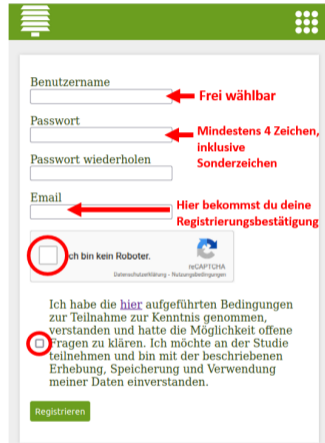 Benutzername
Frei wählbar
Passwort
Mindestens 4 Zeichen,
inklusive
Sonderzeichen
Passwort wiederholen
Email
Hier bekommst du deine
Registrierungsbestätigung
Ich bin kein Roboter.
reCAPTCHA
Datenschutzerklärung - Nutzungsbedingungen
Ich habe die hier aufgeführten Bedingungen
zur Teilnahme zur Kenntnis genommen,
verstanden und hatte die Möglichkeit offene
Fragen zu klären. Ich möchte an der Studie
teilnehmen und bin mit der beschriebenen
Erhebung, Speicherung und Verwendung
meiner Daten einverstanden.
Registrieren